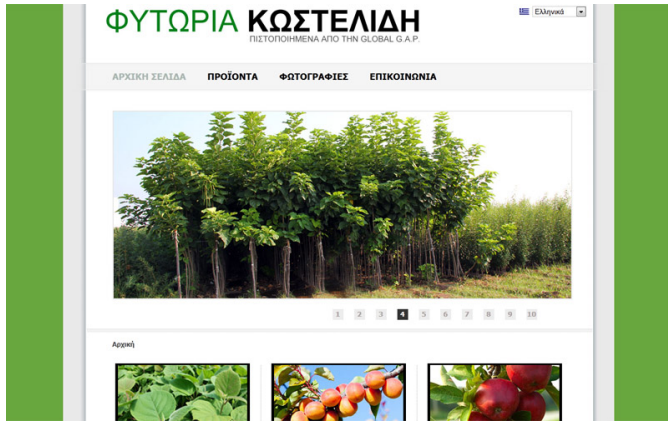 ΦΥΤΩΡΙΑ ΚΩΣΤΕΛΙΔΗ
ΠΙΣΤΟΠΟΙΗΜΕΝΑ ΑΠΟ ΤΗΝ GLOBAL G.A.P.
Ελληνικά
ΑΡΧΙΚΗ ΣΕΛΙΔΑ ΠΡΟΪΟΝΤΑ ΦΩΤΟΓΡΑΦΙΕΣ ΕΠΙΚΟΙΝΩΝΙΑ
1 2 3 4 5 6 7 8 9 10
Αρχική